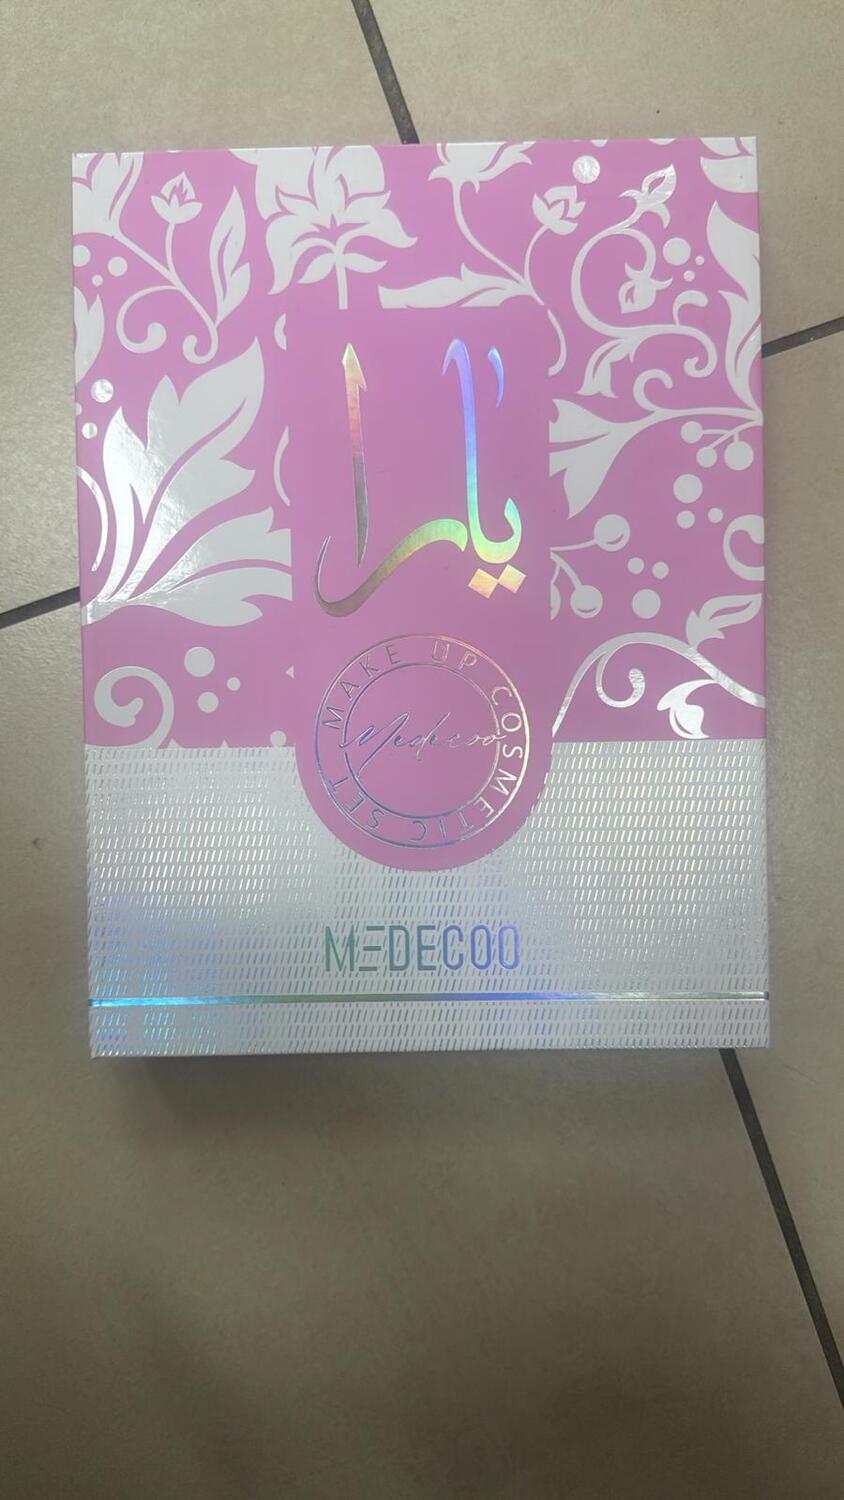 يارا
MAKE UP COSMETIC SET
Medecoo
MEDECOO